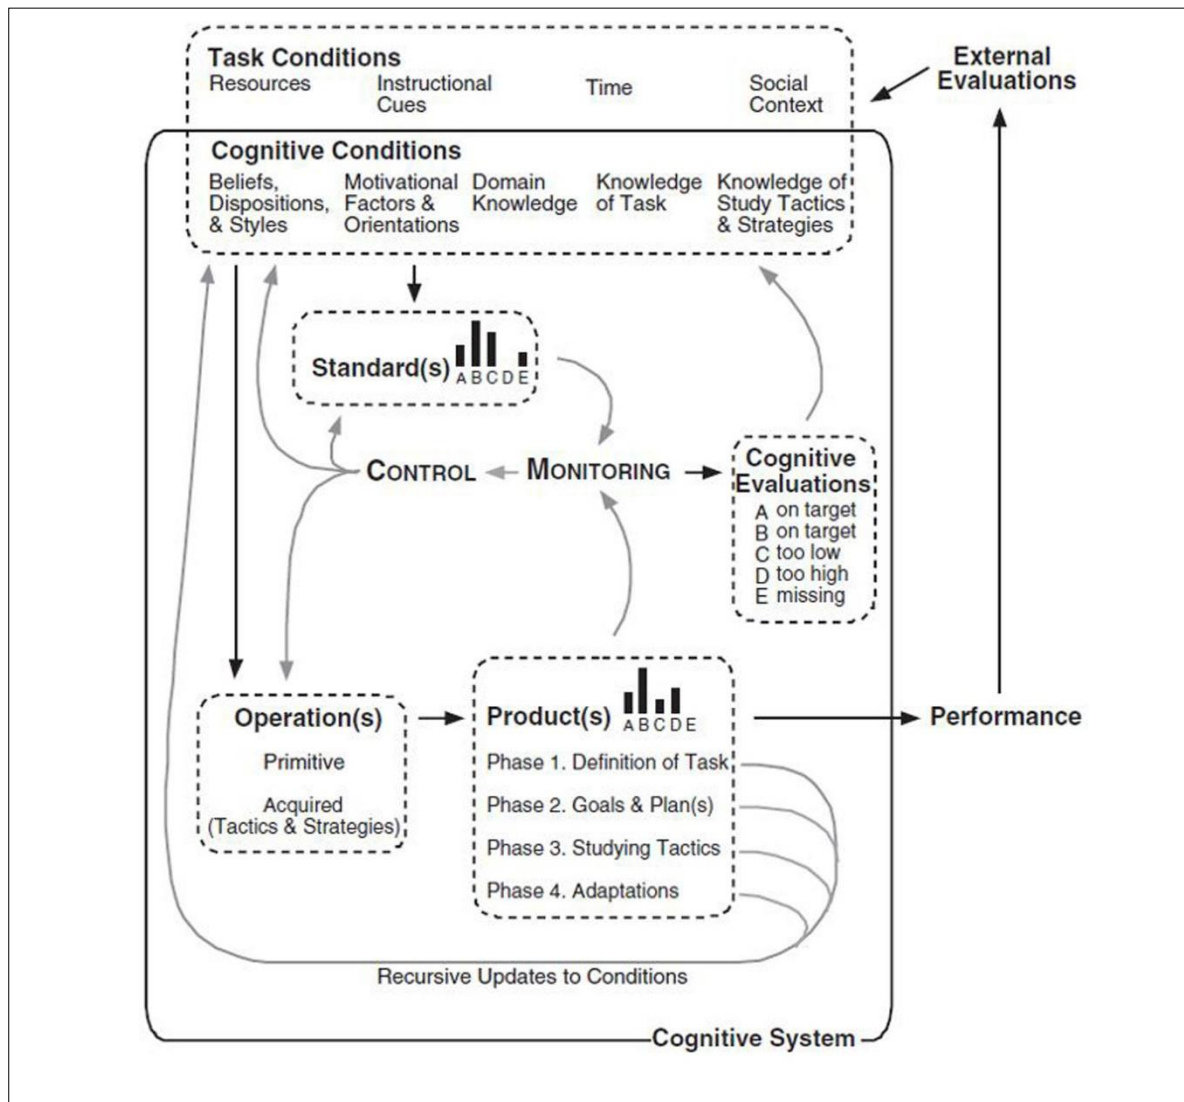 Task Conditions
External
Evaluations
Resources
Instructional
Cues
Time
Social
Context
Cognitive Conditions
Beliefs,
Dispositions,
& Styles
Motivational
Factors &
Orientations
Domain
Knowledge
Knowledge
of Task
Knowledge of
Study Tactics
& Strategies
Standard(s)
A B C D E
CONTROL
MONITORING
Cognitive
Evaluations
A on target
B on target
C too low
D too high
E missing
Operation(s)
Primitive
Acquired
(Tactics & Strategies)
Product(s)
A B C D E
Phase 1. Definition of Task
Phase 2. Goals & Plan(s)
Phase 3. Studying Tactics
Phase 4. Adaptations
Performance
Recursive Updates to Conditions
Cognitive System